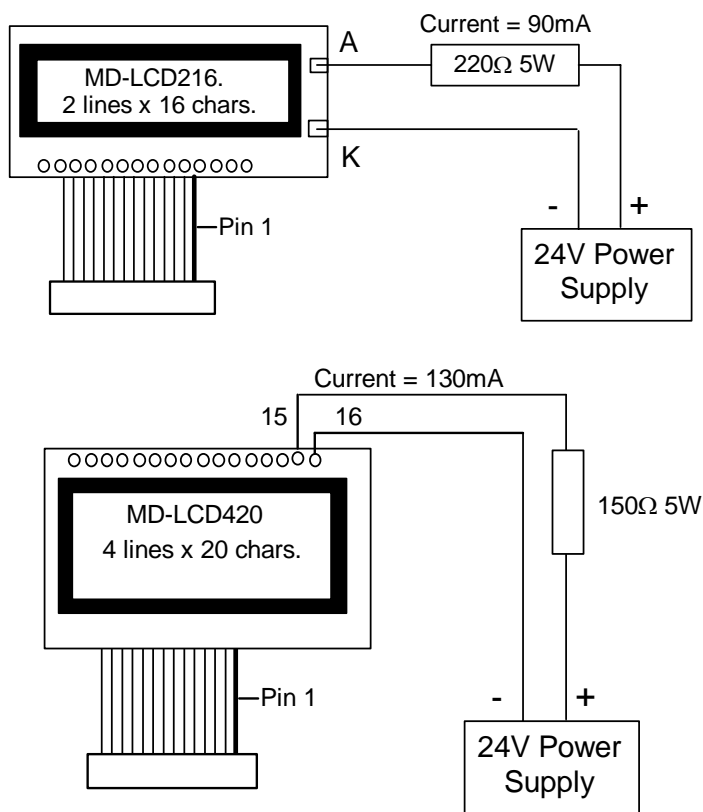 Current = 90mA
A
220Ω 5W
MD-LCD216.
2 lines x 16 chars.
K
Pin 1
- +
24V Power
Supply
Current = 130mA
15 16
MD-LCD420
4 lines x 20 chars.
150Ω 5W
Pin 1
- +
24V Power
Supply